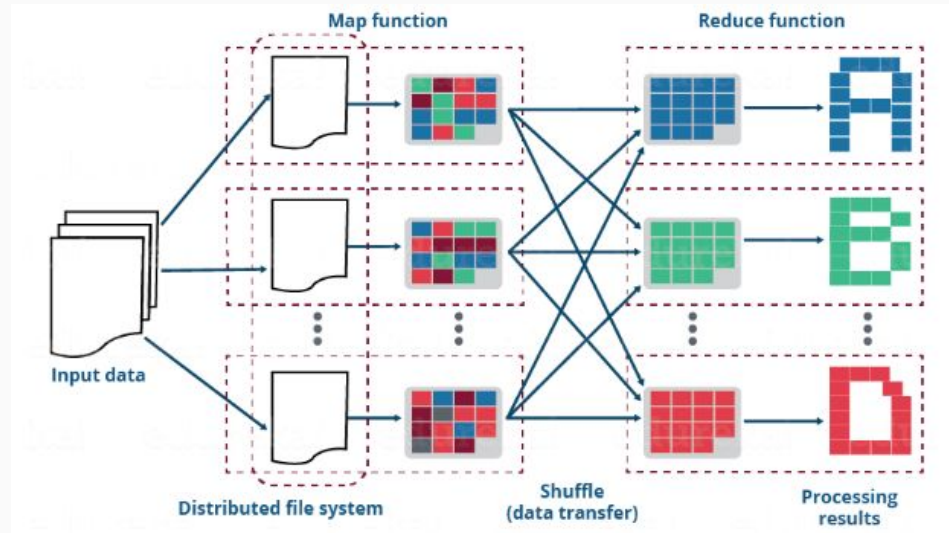 Map function
Reduce function
Input data
Distributed file system
Shuffle
(data transfer)
Processing
results